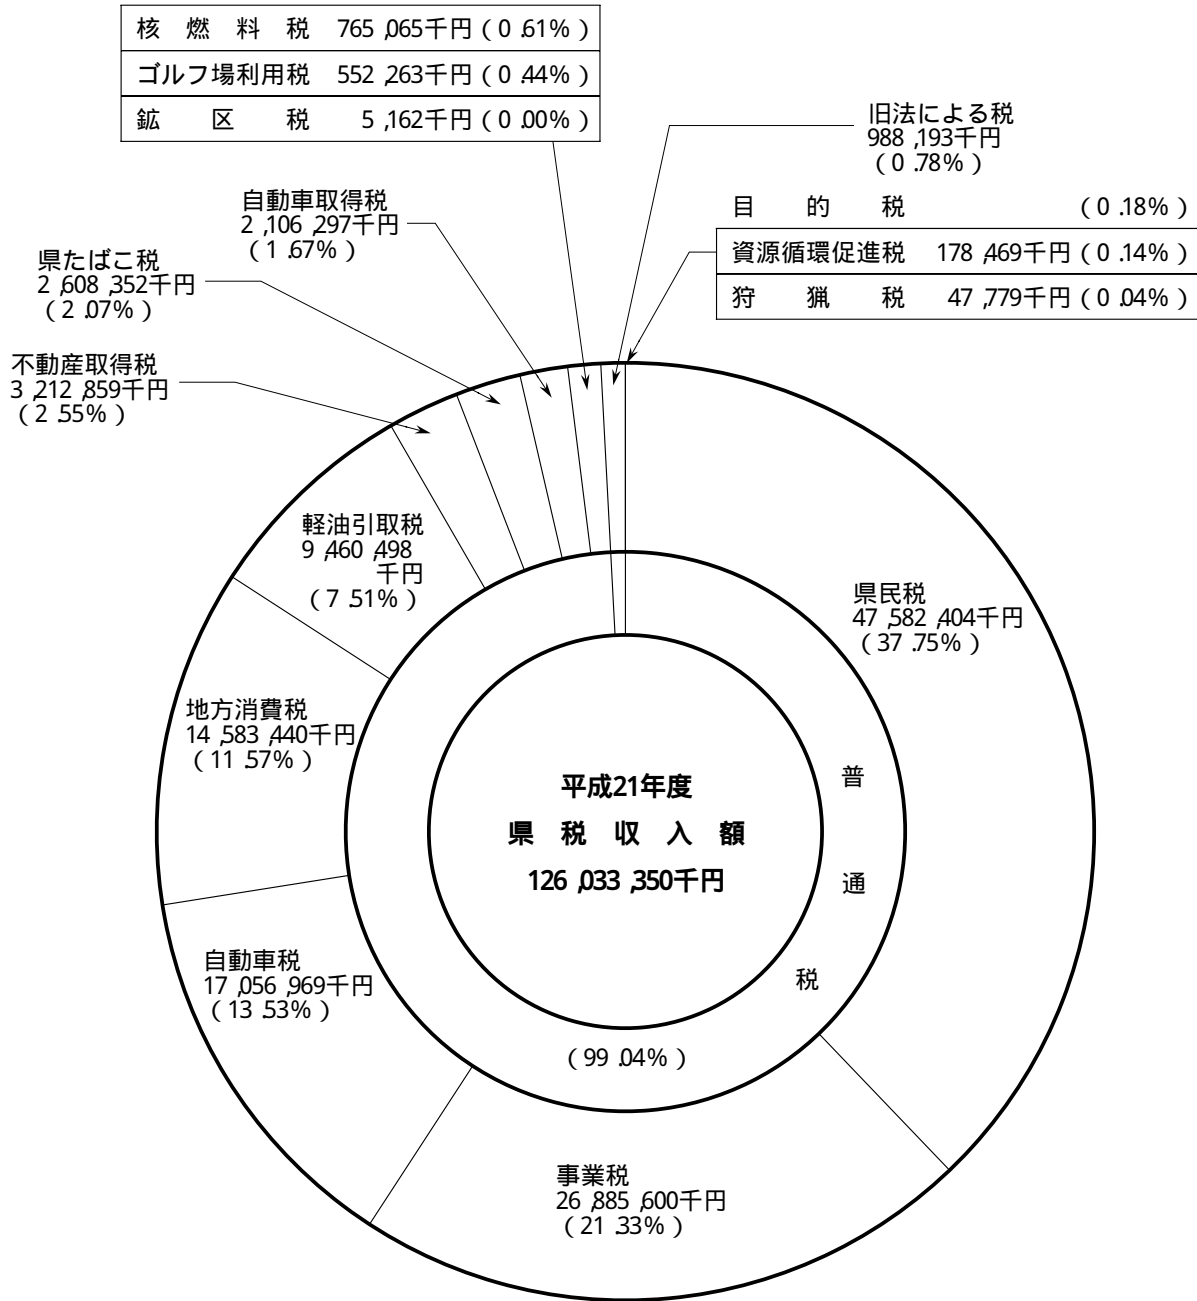 核燃料税 765,065千円(0.61%)
ゴルフ場利用税 552,263千円(0.44%)
鉱区税 5,162千円(0.00%)
旧法による税
988,193千円
(0.78%)
目的税 (0.18%)
資源循環促進税 178,469千円(0.14%)
狩猟税 47,779千円(0.04%)
自動車取得税
2,106,297千円
(1.67%)
県たばこ税
2,608,352千円
(2.07%)
不動産取得税
3,212,859千円
(2.55%)
軽油引取税
9,460,498
千円
(7.51%)
県民税
47,582,404千円
(37.75%)
地方消費税
14,583,440千円
(11.57%)
平成21年度
県税収入額
126,033,350千円
普通税
(99.04%)
自動車税
17,056,969千円
(13.53%)
事業税
26,885,600千円
(21.33%)